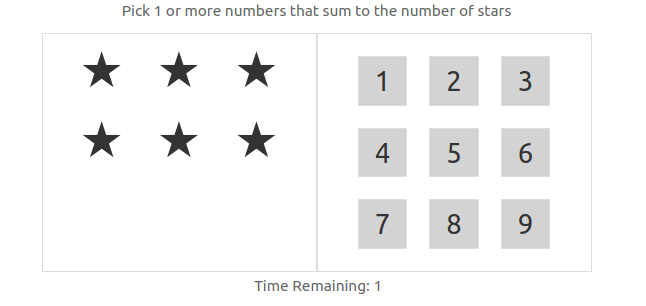 Pick 1 or more numbers that sum to the number of stars
1 2 3
4 5 6
7 8 9
Time Remaining: 1